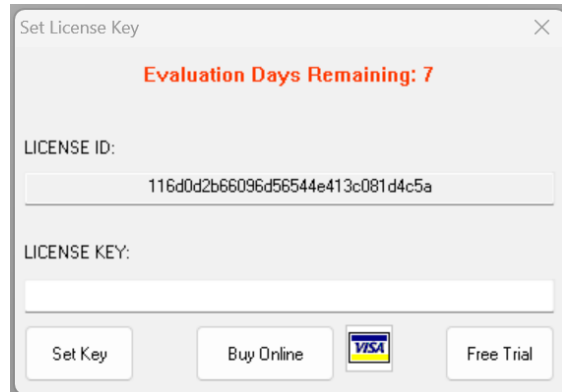 Set License Key
Evaluation Days Remaining: 7
LICENSE ID:
116d0d2b66096d56544e413c081d4c5a
LICENSE KEY:
Set Key
Buy Online
VISA
Free Trial